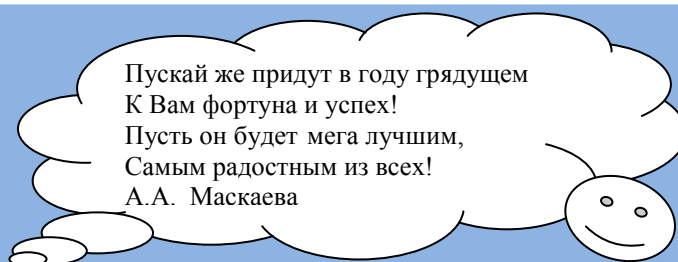 Пускай же придут в году грядущем
К Вам фортуна и успех!
Пусть он будет мега лучшим,
Самым радостным из всех!
А.А. Маскаева